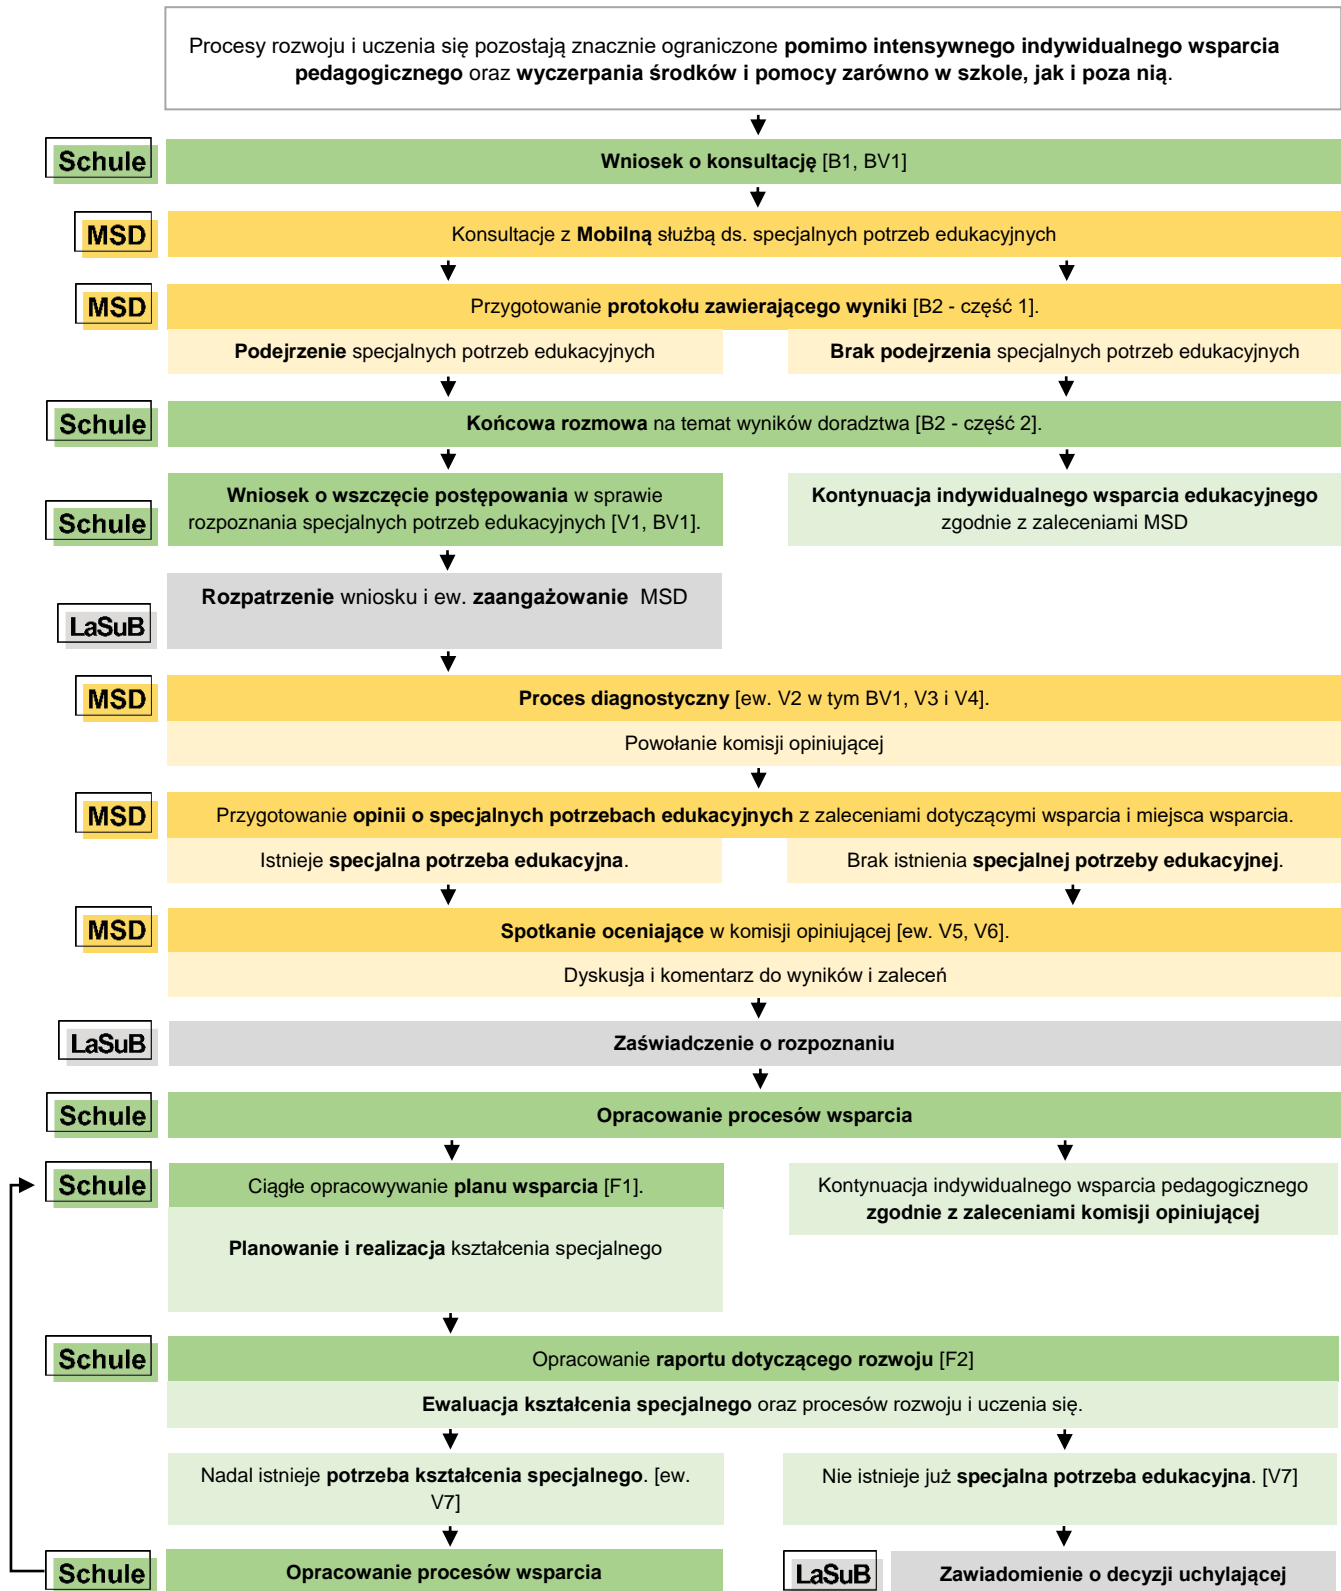 Procesy rozwoju i uczenia się pozostają znacznie ograniczone pomimo intensywnego indywidualnego wsparcia
pedagogicznego oraz wyczerpania środków i pomocy zarówno w szkole, jak i poza nią.
Schule
Wniosek o konsultację [B1, BV1]
MSD
Konsultacje z Mobilną służbą ds. specjalnych potrzeb edukacyjnych
MSD
Przygotowanie protokołu zawierającego wyniki [B2 - część 1].
Podejrzenie specjalnych potrzeb edukacyjnych
Brak podejrzenia specjalnych potrzeb edukacyjnych
Schule
Końcowa rozmowa na temat wyników doradztwa [B2 - część 2].
Schule
Wniosek o wszczęcie postępowania w sprawie
rozpoznania specjalnych potrzeb edukacyjnych [V1, BV1].
Kontynuacja indywidualnego wsparcia edukacyjnego
zgodnie z zaleceniami MSD
LaSuB
Rozpatrzenie wniosku i ew. zaangażowanie MSD
MSD
Proces diagnostyczny [ew. V2 w tym BV1, V3 i V4].
Powołanie komisji opiniującej
MSD
Przygotowanie opinii o specjalnych potrzebach edukacyjnych z zaleceniami dotyczącymi wsparcia i miejsca wsparcia.
Istnieje specjalna potrzeba edukacyjna.
Brak istnienia specjalnej potrzeby edukacyjnej.
MSD
Spotkanie oceniające w komisji opiniującej [ew. V5, V6].
Dyskusja i komentarz do wyników i zaleceń
LaSuB
Zaświadczenie o rozpoznaniu
Schule
Opracowanie procesów wsparcia
Schule
Ciągłe opracowywanie planu wsparcia [F1].
Planowanie i realizacja kształcenia specjalnego
Kontynuacja indywidualnego wsparcia pedagogicznego
zgodnie z zaleceniami komisji opiniującej
Schule
Opracowanie raportu dotyczącego rozwoju [F2]
Ewaluacja kształcenia specjalnego oraz procesów rozwoju i uczenia się.
Nadal istnieje potrzeba kształcenia specjalnego. [ew.
V7]
Nie istnieje już specjalna potrzeba edukacyjna. [V7]
Schule
Opracowanie procesów wsparcia
LaSuB
Zawiadomienie o decyzji uchylającej